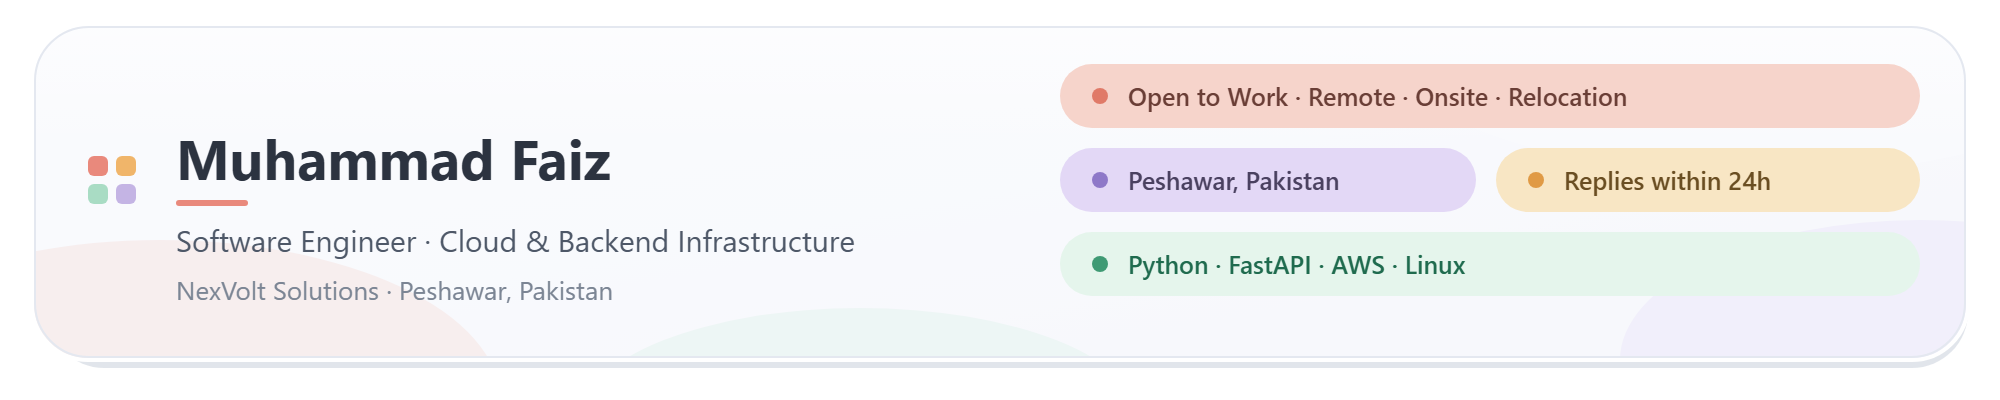 Muhammad Faiz
Software Engineer · Cloud & Backend Infrastructure
NexVolt Solutions · Peshawar, Pakistan
Open to Work · Remote · Onsite · Relocation
Peshawar, Pakistan
Replies within 24h
Python · FastAPI · AWS · Linux